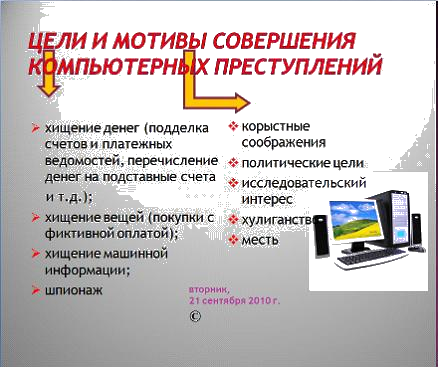 ЦЕЛИ И МОТИВЫ СОВЕРШЕНИЯ
КОМПЬЮТЕРНЫХ ПРЕСТУПЛЕНИЙ
хищение денег (подделка
счетов и платежных
ведомостей, перечисление
денег на подставные счета
и т.д.);
хищение вещей (покупки с
фиктивной оплатой);
хищение машинной
информации;
шпионаж
корыстные
соображения
политические цели
исследовательский
интерес
хулиганство
месть
вторник,
21 сентября 2010 г.
©